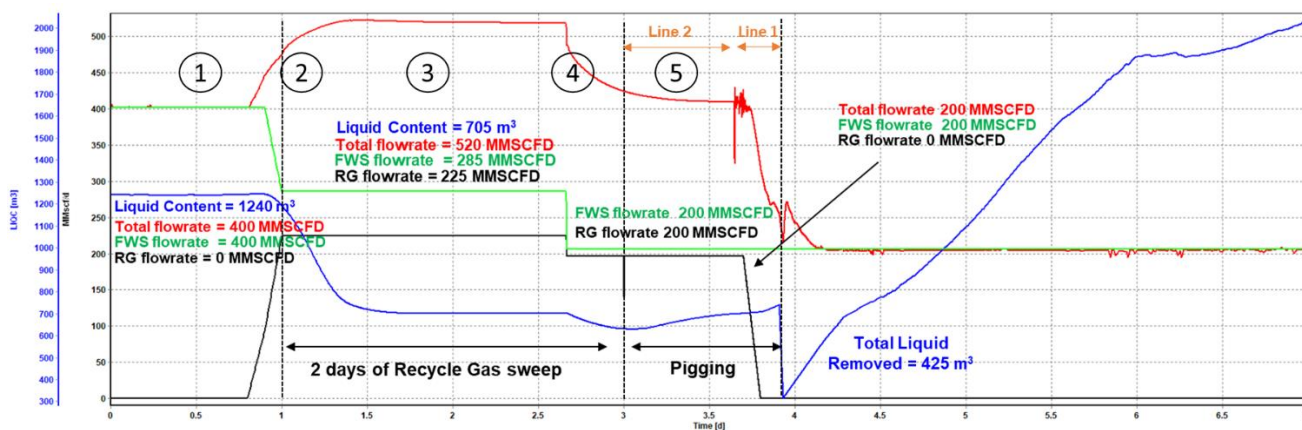 Line 2
Line 1
1
2
3
4
5
Total flowrate 200 MMSCFD
FWS flowrate 200 MMSCFD
RG flowrate 0 MMSCFD
Liquid Content = 705 m³
Total flowrate = 520 MMSCFD
FWS flowrate = 285 MMSCFD
RG flowrate = 225 MMSCFD
Liquid Content = 1240 m³
Total flowrate = 400 MMSCFD
FWS flowrate = 400 MMSCFD
RG flowrate = 0 MMSCFD
FWS flowrate 200 MMSCFD
RG flowrate 200 MMSCFD
2 days of Recycle Gas sweep
Pigging
Total Liquid
Removed = 425 m³
LIQC [m3]
2000
1900
1800
1700
1600
1500
1400
1300
1200
1100
1000
900
800
700
600
500
400
300
MMscf/d
500
450
400
350
300
250
200
150
100
50
0
0 0.5 1 1.5 2 2.5 3 3.5 4 4.5 5 5.5 6 6.5
Time [d]